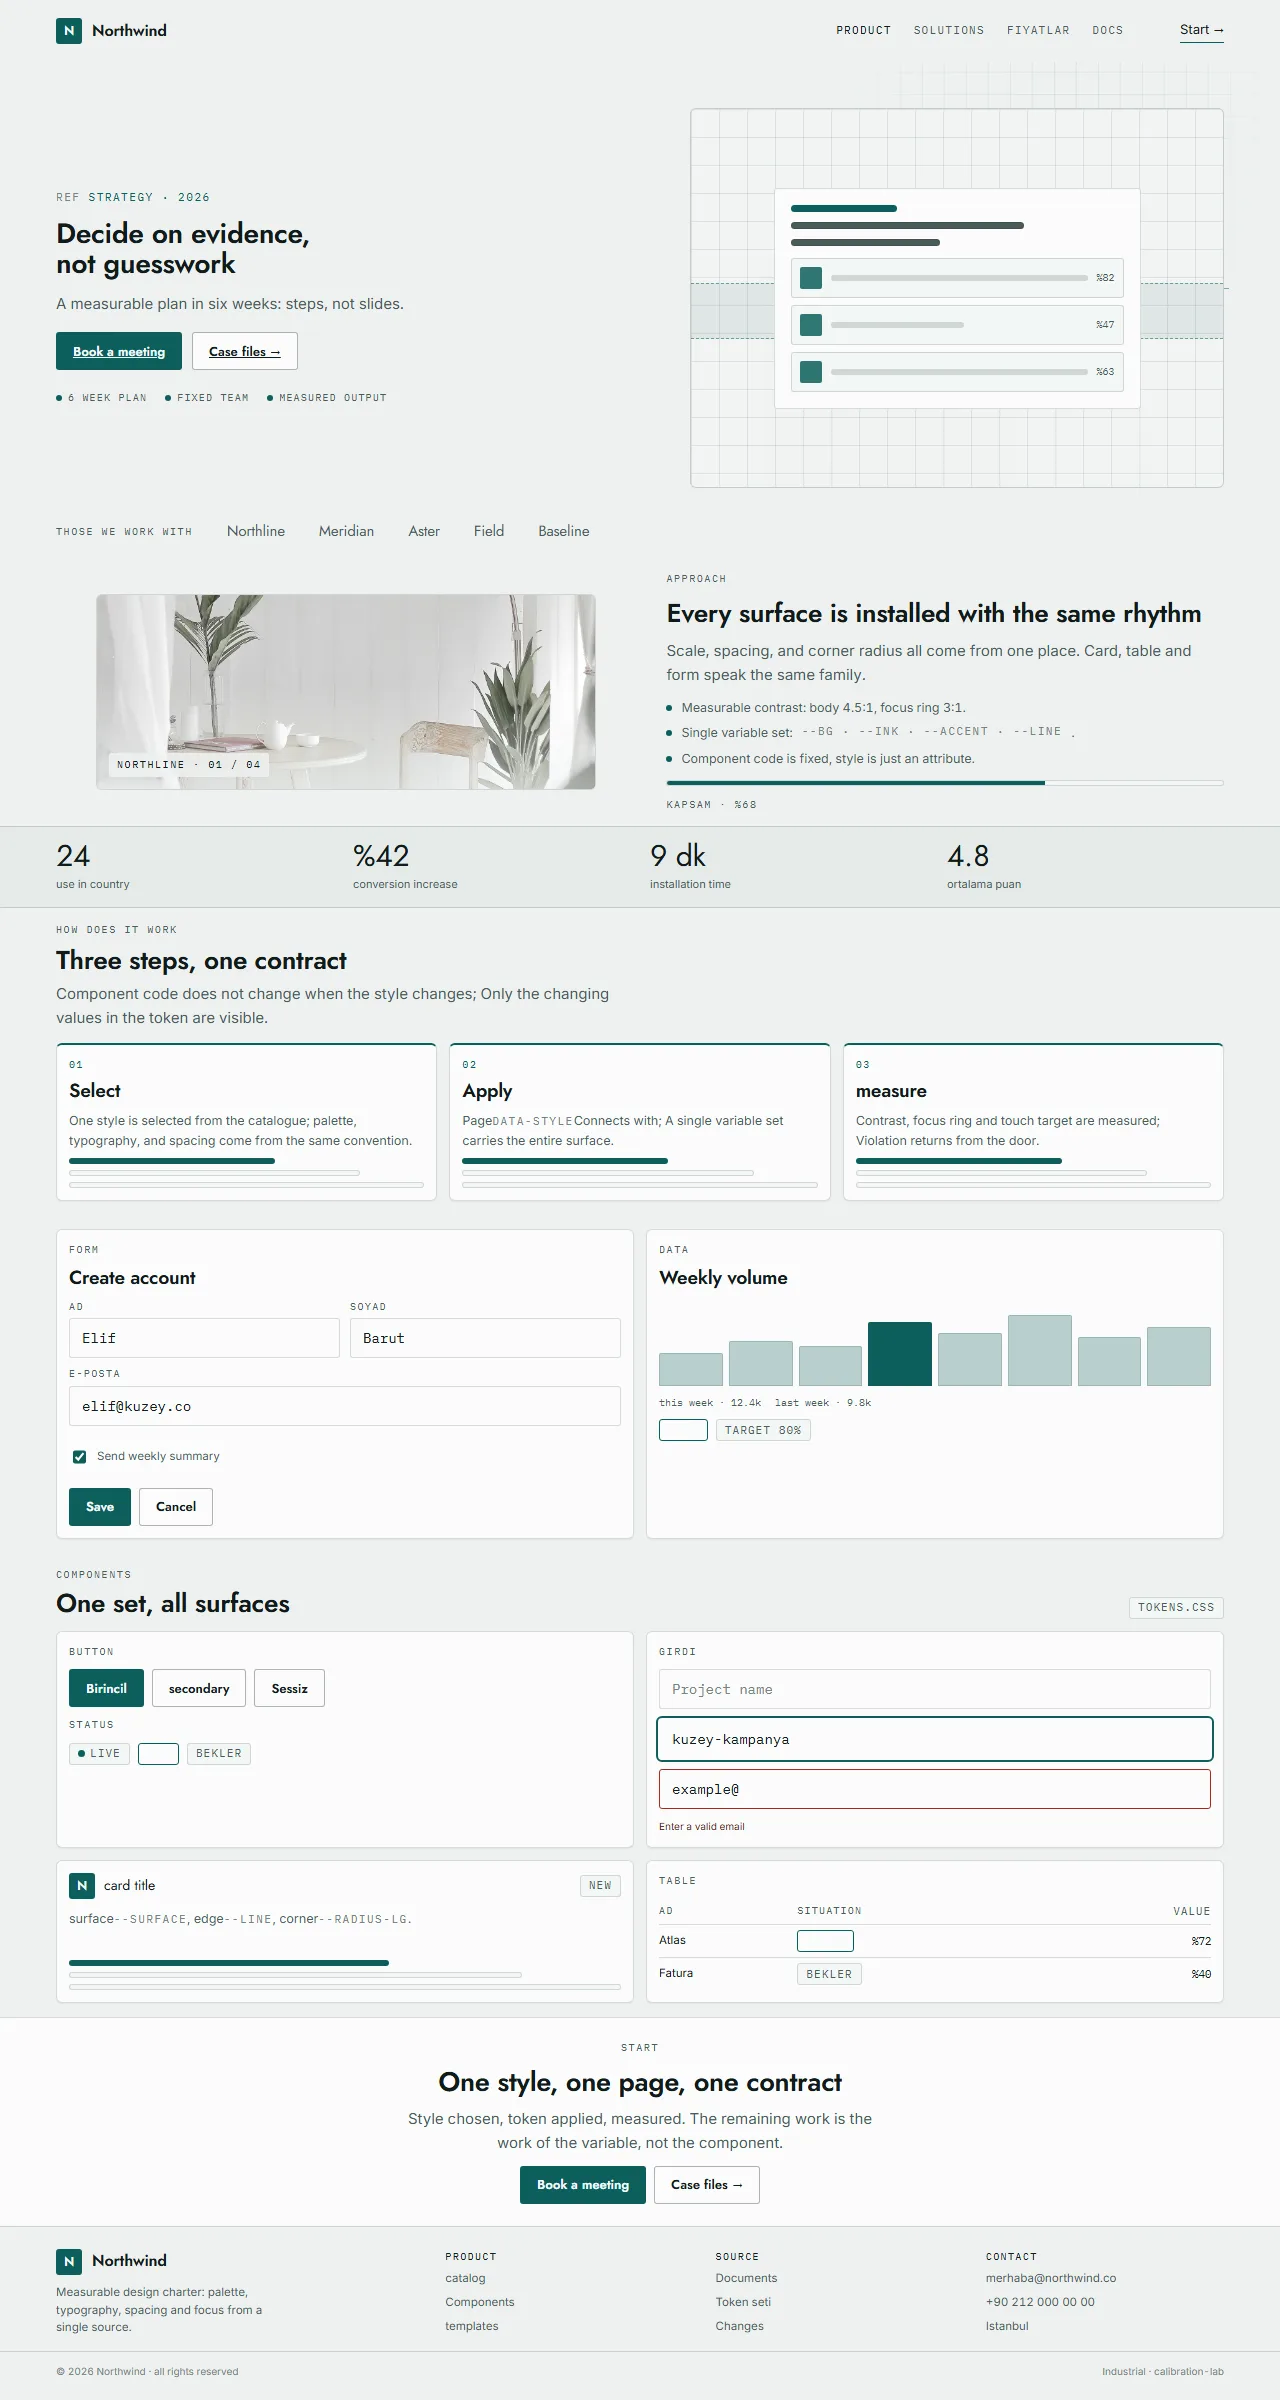 N Northwind
PRODUCT SOLUTIONS FIYATLAR DOCS Start →
REF STRATEGY · 2026
Decide on evidence,
not guesswork
A measurable plan in six weeks: steps, not slides.
Book a meeting Case files →
6 WEEK PLAN FIXED TEAM MEASURED OUTPUT
%82
%47
%63
THOSE WE WORK WITH Northline Meridian Aster Field Baseline
NORTHLINE · 01 / 04
APPROACH
Every surface is installed with the same rhythm
Scale, spacing, and corner radius all come from one place. Card, table and
form speak the same family.
Measurable contrast: body 4.5:1, focus ring 3:1.
Single variable set: --BG · --INK · --ACCENT · --LINE .
Component code is fixed, style is just an attribute.
KAPSAM · %68
24
use in country
%42
conversion increase
9 dk
installation time
4.8
ortalama puan
HOW DOES IT WORK
Three steps, one contract
Component code does not change when the style changes; Only the changing
values in the token are visible.
01
Select
One style is selected from the catalogue; palette,
typography, and spacing come from the same convention.
02
Apply
PageDATA-STYLEConnects with; A single variable set
carries the entire surface.
03
measure
Contrast, focus ring and touch target are measured;
Violation returns from the door.
FORM
Create account
AD SOYAD
Elif Barut
E-POSTA
elif@kuzey.co
Send weekly summary
Save Cancel
DATA
Weekly volume
this week · 12.4k last week · 9.8k
TARGET 80%
COMPONENTS
One set, all surfaces
TOKENS.CSS
BUTTON
Birincil secondary Sessiz
STATUS
LIVE BEKLER
GIRDI
Project name
kuzey-kampanya
example@
Enter a valid email
N card title NEW
surface--SURFACE, edge--LINE, corner--RADIUS-LG.
TABLE
AD SITUATION VALUE
Atlas %72
Fatura BEKLER %40
START
One style, one page, one contract
Style chosen, token applied, measured. The remaining work is the
work of the variable, not the component.
Book a meeting Case files →
N Northwind
Measurable design charter: palette,
typography, spacing and focus from a
single source.
PRODUCT
catalog
Components
templates
SOURCE
Documents
Token seti
Changes
CONTACT
merhaba@northwind.co
+90 212 000 00 00
Istanbul
© 2026 Northwind · all rights reserved
Industrial · calibration-lab